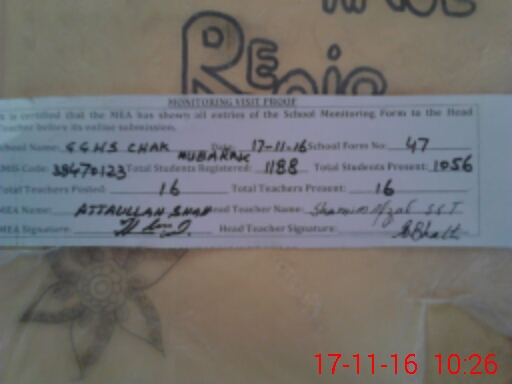 MONITORING VISIT PROOF
It is certified that the MEA has shown all entries of the School Monitoring Form to the Head
Teacher before its online submission.
School Name: GGHS CHAK MUBARAK Date: 17-11-16 School Form No: 47
EMIS Code: 38470123 Total Students Registered: 1188 Total Students Present: 1056
Total Teachers Posted: 16 Total Teachers Present: 16
MEA Name: ATTAULLAH SHAH Head Teacher Name: Shamim Afzal SST
MEA Signature: Head Teacher Signature:
17-11-16 10:26